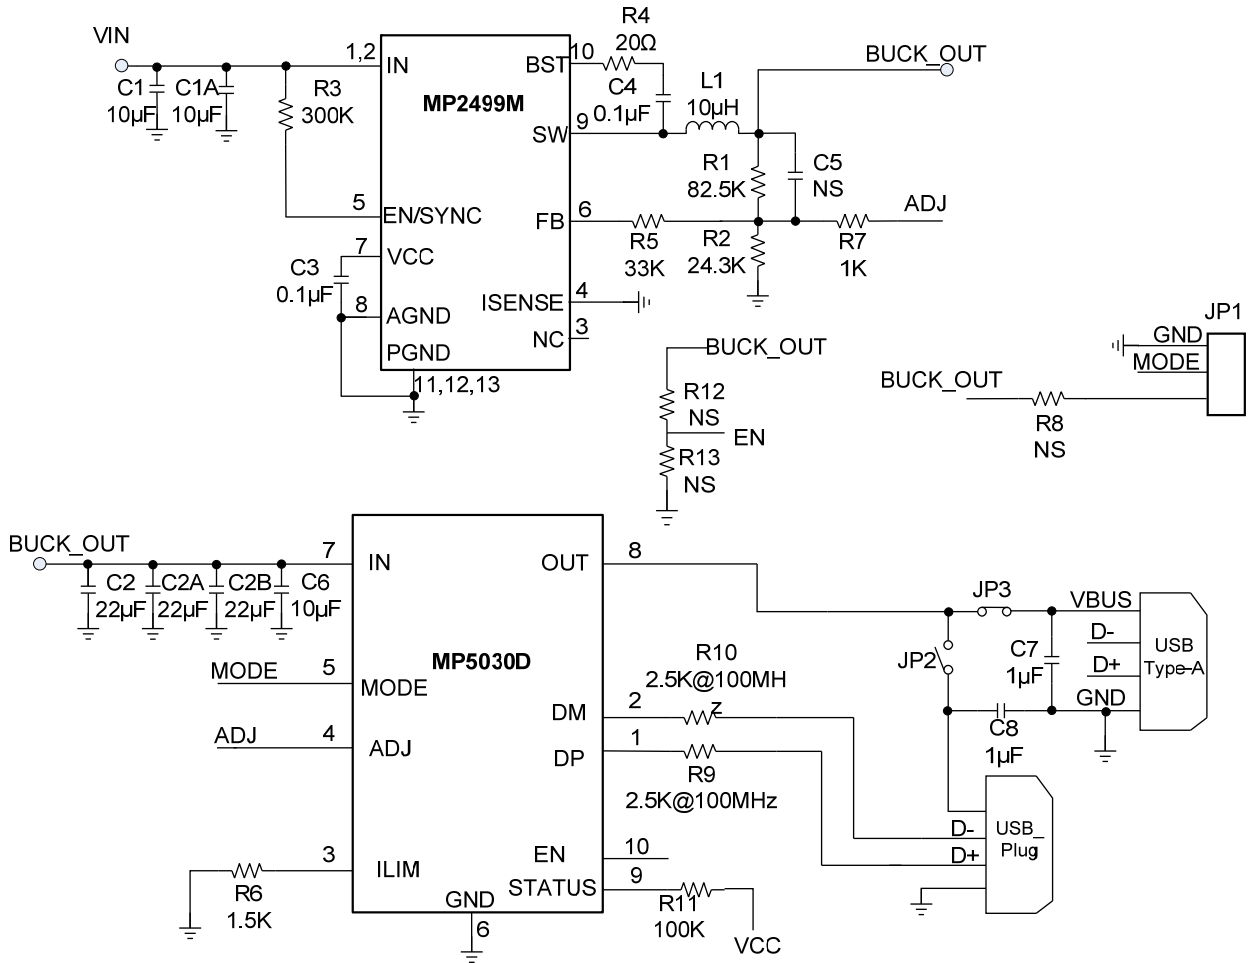 VIN
C1
10µF
C1A
10µF
R3
300K
1,2
IN
MP2499M
BST
10
R4
20Ω
C4
0.1µF
SW
9
L1
10µH
BUCK_OUT
R1
82.5K
C5
NS
5
EN/SYNC
FB
6
R5
33K
R2
24.3K
R7
1K
ADJ
7
VCC
C3
0.1µF
8
AGND
ISENSE
4
NC
3
PGND
11,12,13
BUCK_OUT
R12
NS
EN
R13
NS
JP1
GND
MODE
BUCK_OUT
R8
NS
BUCK_OUT
C2
22µF
C2A
22µF
C2B
22µF
C6
10µF
7
IN
OUT
8
MP5030D
MODE
5
MODE
ADJ
4
ADJ
R10
2.5K@100MH
z
DM
2
DP
1
R9
2.5K@100MHz
R6
1.5K
3
ILIM
EN
10
STATUS
9
R11
100K
VCC
GND
6
JP3
VBUS
D-
D+
GND
USB
Type-A
JP2
C7
1µF
C8
1µF
D-
D+
USB_
Plug